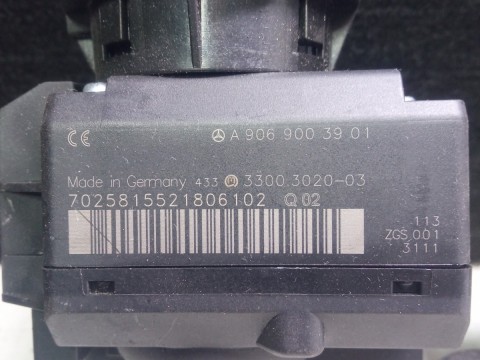 CE
A 906 900 39 01
Made in Germany 433 3300 3020-03
7025815521806102 Q 02
113
ZGS 001
3111